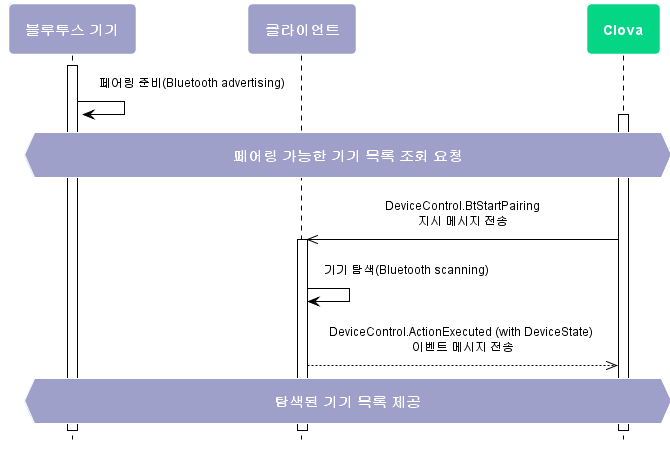 블루투스 기기
클라이언트
Clova
페어링 준비(Bluetooth advertising)
페어링 가능한 기기 목록 조회 요청
DeviceControl.BtStartPairing
지시 메시지 전송
기기 탐색(Bluetooth scanning)
DeviceControl.ActionExecuted (with DeviceState)
이벤트 메시지 전송
탐색된 기기 목록 제공